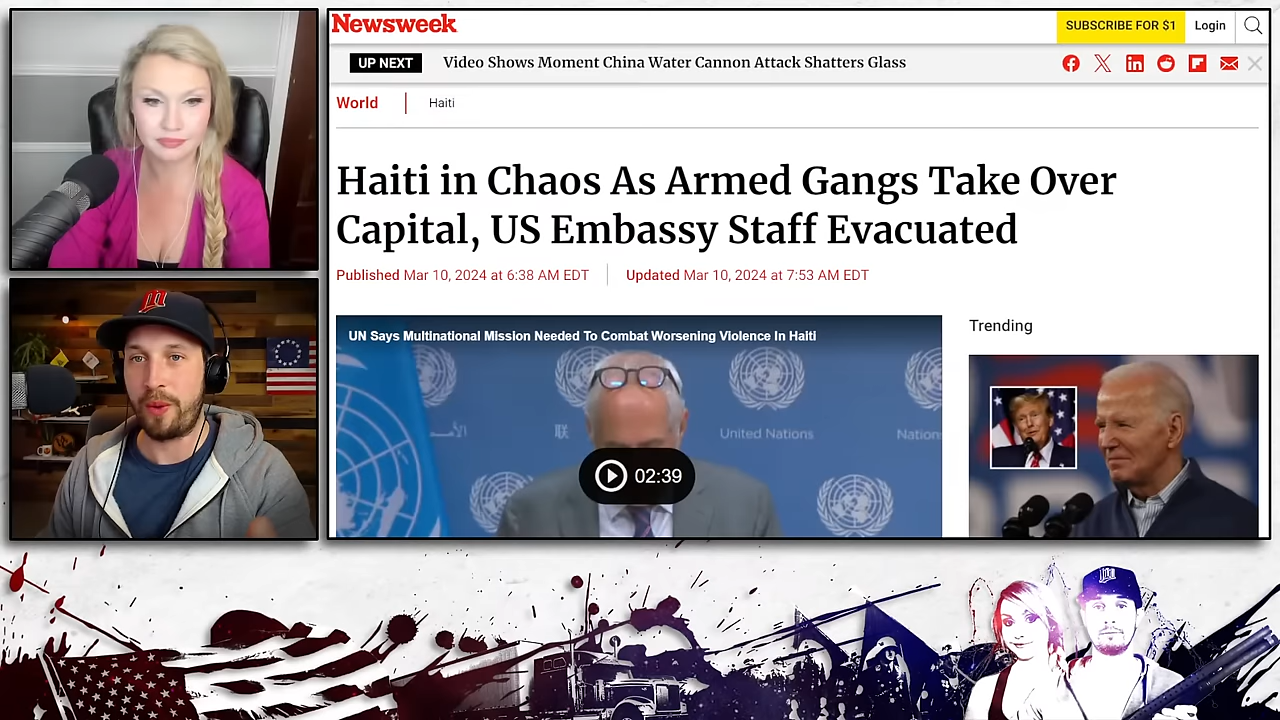 Newsweek
SUBSCRIBE FOR $1
Login
UP NEXT
Video Shows Moment China Water Cannon Attack Shatters Glass
World
Haiti
Haiti in Chaos As Armed Gangs Take Over
Capital, US Embassy Staff Evacuated
Published Mar 10, 2024 at 6:38 AM EDT
Updated Mar 10, 2024 at 7:53 AM EDT
UN Says Multinational Mission Needed To Combat Worsening Violence In Haiti
United Nations
Nation
02:39
Trending